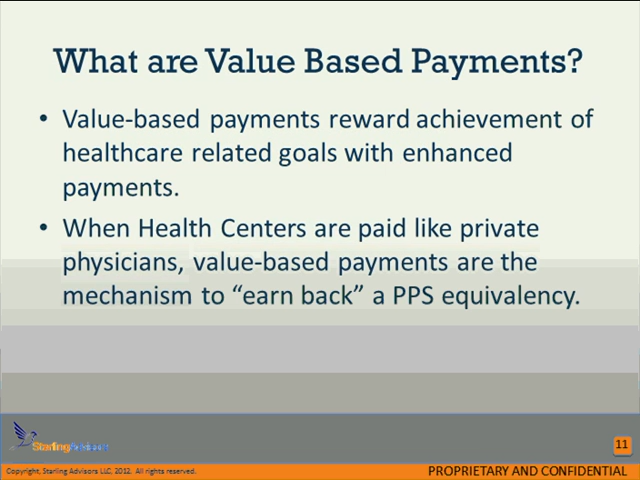 What are Value Based Payments?
• Value-based payments reward achievement of
healthcare related goals with enhanced
payments.
• When Health Centers are paid like private
physicians, value-based payments are the
mechanism to “earn back” a PPS equivalency.
StarlingAdvisors
11
Copyright. Starling Advisors LLC, 2012. All rights reserved.
PROPRIETARY AND CONFIDENTIAL